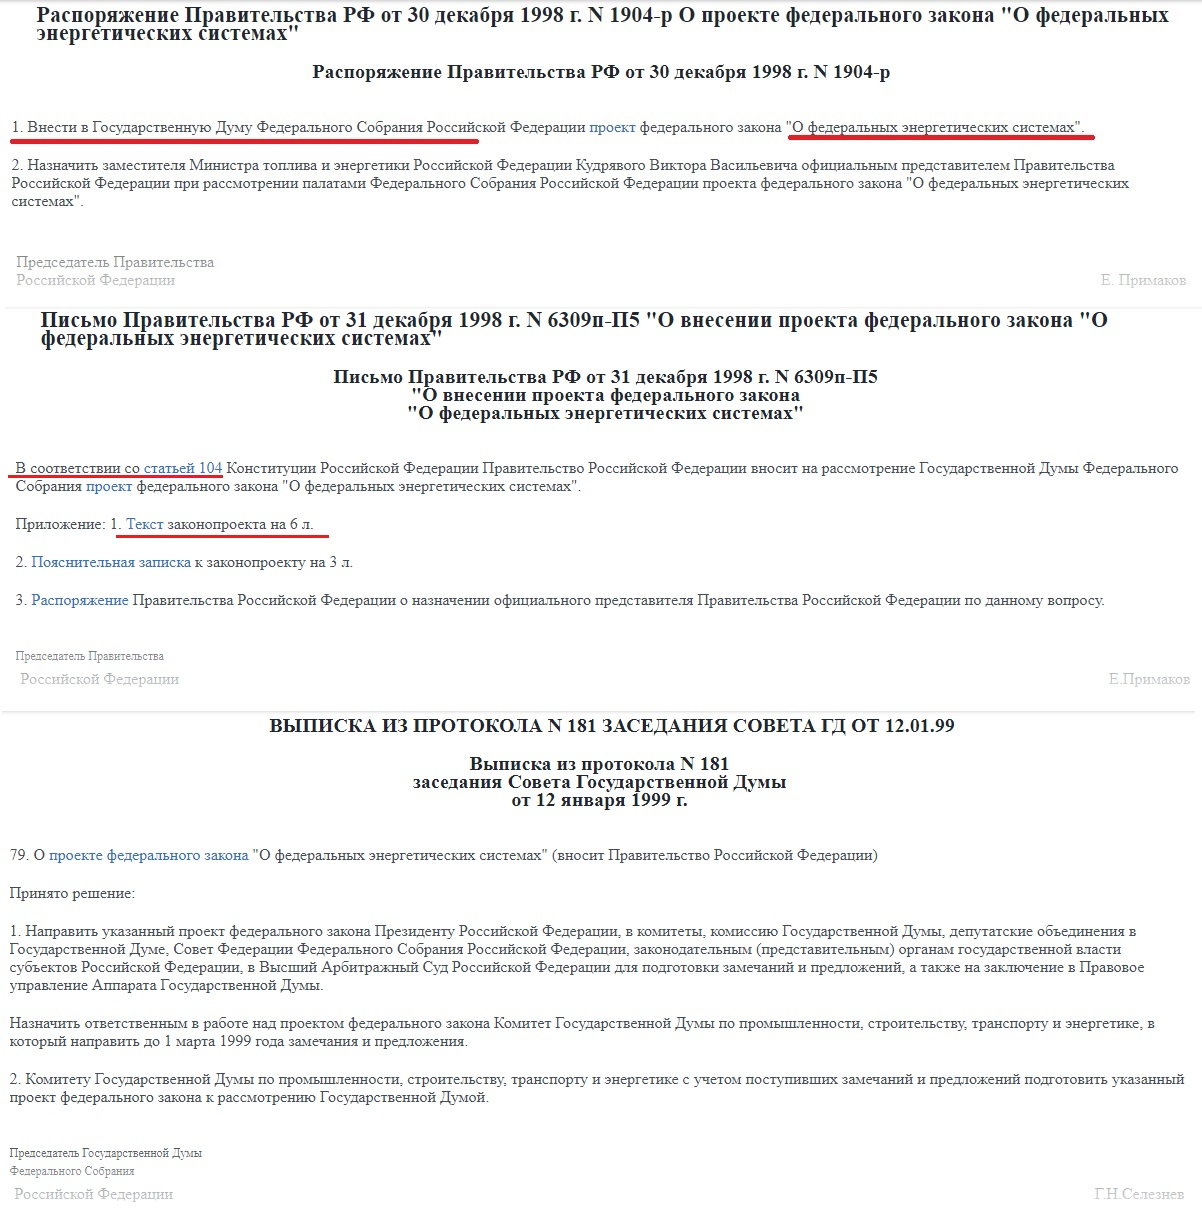 Распоряжение Правительства РФ от 30 декабря 1998 г. N 1904-р О проекте федерального закона "О федеральных
энергетических системах"
Распоряжение Правительства РФ от 30 декабря 1998 г. N 1904-р
1. Внести в Государственную Думу Федерального Собрания Российской Федерации проект федерального закона "О федеральных энергетических системах".
2. Назначить заместителя Министра топлива и энергетики Российской Федерации Кудрявого Виктора Васильевича официальным представителем Правительства
Российской Федерации при рассмотрении палатами Федерального Собрания Российской Федерации проекта федерального закона "О федеральных энергетических
системах".
Председатель Правительства
Российской Федерации
Е. Примаков
Письмо Правительства РФ от 31 декабря 1998 г. N 6309п-П5 "О внесении проекта федерального закона "О
федеральных энергетических системах"
Письмо Правительства РФ от 31 декабря 1998 г. N 6309п-П5
"О внесении проекта федерального закона
"О федеральных энергетических системах"
В соответствии со статьей 104 Конституции Российской Федерации Правительство Российской Федерации вносит на рассмотрение Государственной Думы Федерального
Собрания проект федерального закона "О федеральных энергетических системах".
Приложение: 1. Текст законопроекта на 6 л.
2. Пояснительная записка к законопроекту на 3 л.
3. Распоряжение Правительства Российской Федерации о назначении официального представителя Правительства Российской Федерации по данному вопросу.
Председатель Правительства
Российской Федерации
Е.Примаков
ВЫПИСКА ИЗ ПРОТОКОЛА N 181 ЗАСЕДАНИЯ СОВЕТА ГД ОТ 12.01.99
Выписка из протокола N 181
заседания Совета Государственной Думы
от 12 января 1999 г.
79. О проекте федерального закона "О федеральных энергетических системах" (вносит Правительство Российской Федерации)
Принято решение:
1. Направить указанный проект федерального закона Президенту Российской Федерации, в комитеты, комиссию Государственной Думы, депутатские объединения в
Государственной Думе, Совет Федерации Федерального Собрания Российской Федерации, законодательным (представительным) органам государственной власти
субъектов Российской Федерации, в Высший Арбитражный Суд Российской Федерации для подготовки замечаний и предложений, а также на заключение в Правовое
управление Аппарата Государственной Думы.
Назначить ответственным в работе над проектом федерального закона Комитет Государственной Думы по промышленности, строительству, транспорту и энергетике, в
который направить до 1 марта 1999 года замечания и предложения.
2. Комитету Государственной Думы по промышленности, строительству, транспорту и энергетике с учетом поступивших замечаний и предложений подготовить указанный
проект федерального закона к рассмотрению Государственной Думой.
Председатель Государственной Думы
Федерального Собрания
Российской Федерации
Г.Н.Селезнев